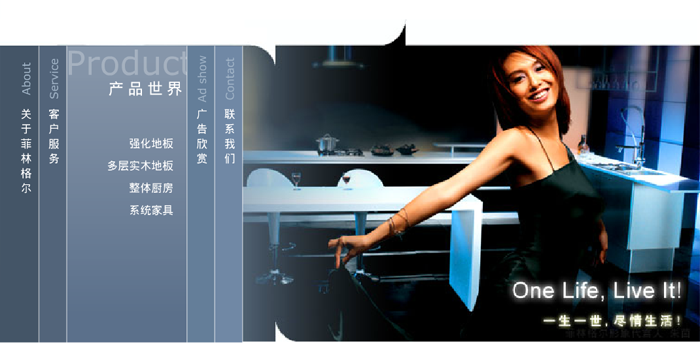 About
关于菲林格尔
Service
客户服务
Product
产品世界
强化地板
多层实木地板
整体厨房
系统家具
Ad show
广告欣赏
Contact
联系我们
One Life, Live It!
一生一世，尽情生活！